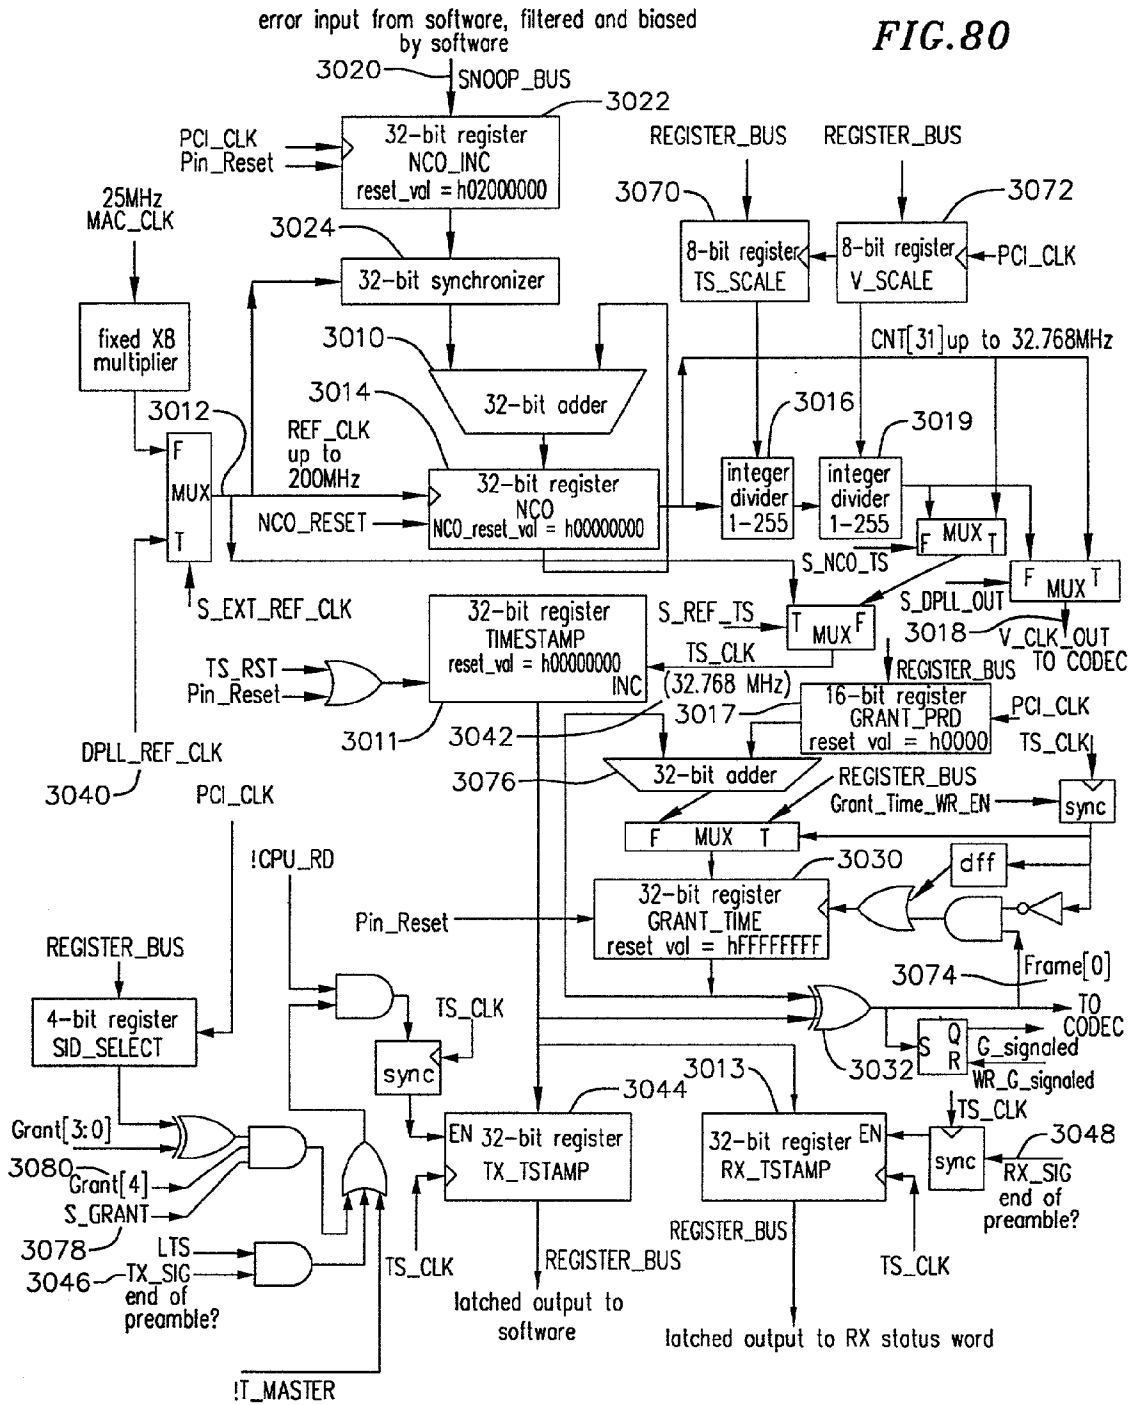 error input from software, filtered and biased
by software
FIG.80
3020
SNOOP_BUS
3022
PCI_CLK
Pin_Reset
32-bit register
NCO_INC
reset_val = h02000000
REGISTER_BUS
REGISTER_BUS
25MHz
MAC_CLK
3024
32-bit synchronizer
3070
3072
8-bit register
TS_SCALE
8-bit register
V_SCALE
PCI_CLK
fixed X8
multiplier
3010
32-bit adder
CNT[31]up to 32.768MHz
3012
3014
REF_CLK
up to
200MHz
3016
3019
F
MUX
T
32-bit register
NCO
NCO_reset_val = h00000000
NCO_RESET
integer
divider
1-255
integer
divider
1-255
F MUX T
S_NCO_TS
F MUX T
S_DPLL_OUT
S_EXT_REF_CLK
32-bit register
TIMESTAMP
reset_val = h00000000
INC
S_REF_TS
T MUX F
3018
V_CLK_OUT
TO CODEC
TS_RST
Pin_Reset
TS_CLK
(32.768 MHz)
REGISTER_BUS
3011
3042
3017
16-bit register
GRANT_PRD
reset val = h0000
PCI_CLK
TS_CLK
DPLL_REF_CLK
3040
PCI_CLK
3076
32-bit adder
REGISTER_BUS
Grant_Time_WR_EN
sync
F MUX T
!CPU_RD
3030
dff
Pin_Reset
32-bit register
GRANT_TIME
reset val = hFFFFFFFF
REGISTER_BUS
3074
Frame[0]
4-bit register
SID_SELECT
TS_CLK
sync
TO
CODEC
S Q
R
G_signaled
WR_G_signaled
3032
3013
3044
TS_CLK
Grant[3:0]
EN 32-bit register
TX_TSTAMP
32-bit register EN
RX_TSTAMP
sync
3048
RX_SIG
end of
preamble?
3080
Grant[4]
S_GRANT
3078
LTS
3046
TX_SIG
end of
preamble?
TS_CLK
REGISTER_BUS
REGISTER_BUS
TS_CLK
latched output to
software
latched output to RX status word
!T_MASTER